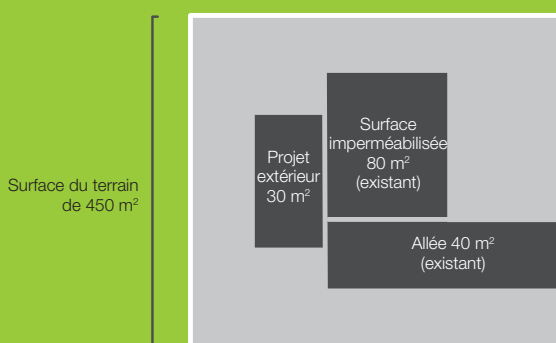 Surface du terrain
de 450 m²
Projet
extérieur
30 m²
Surface
imperméabilisée
80 m²
(existant)
Allée 40 m²
(existant)